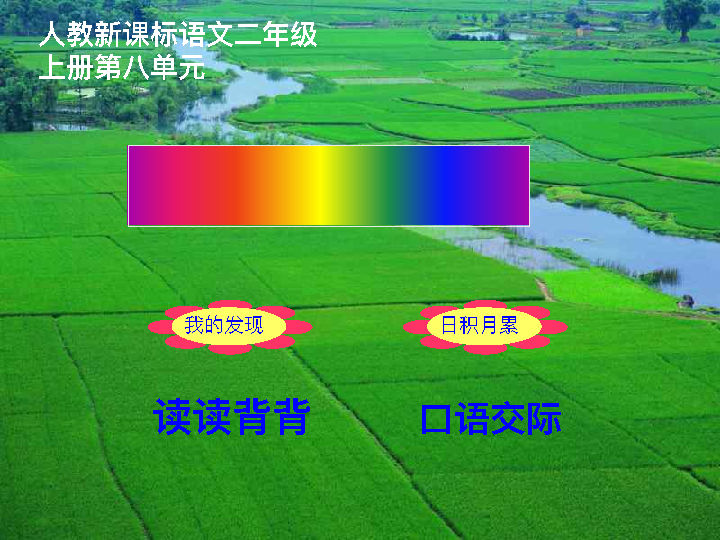 人教新课标语文二年级
上册第八单元
我的发现
日积月累
读读背背
口语交际